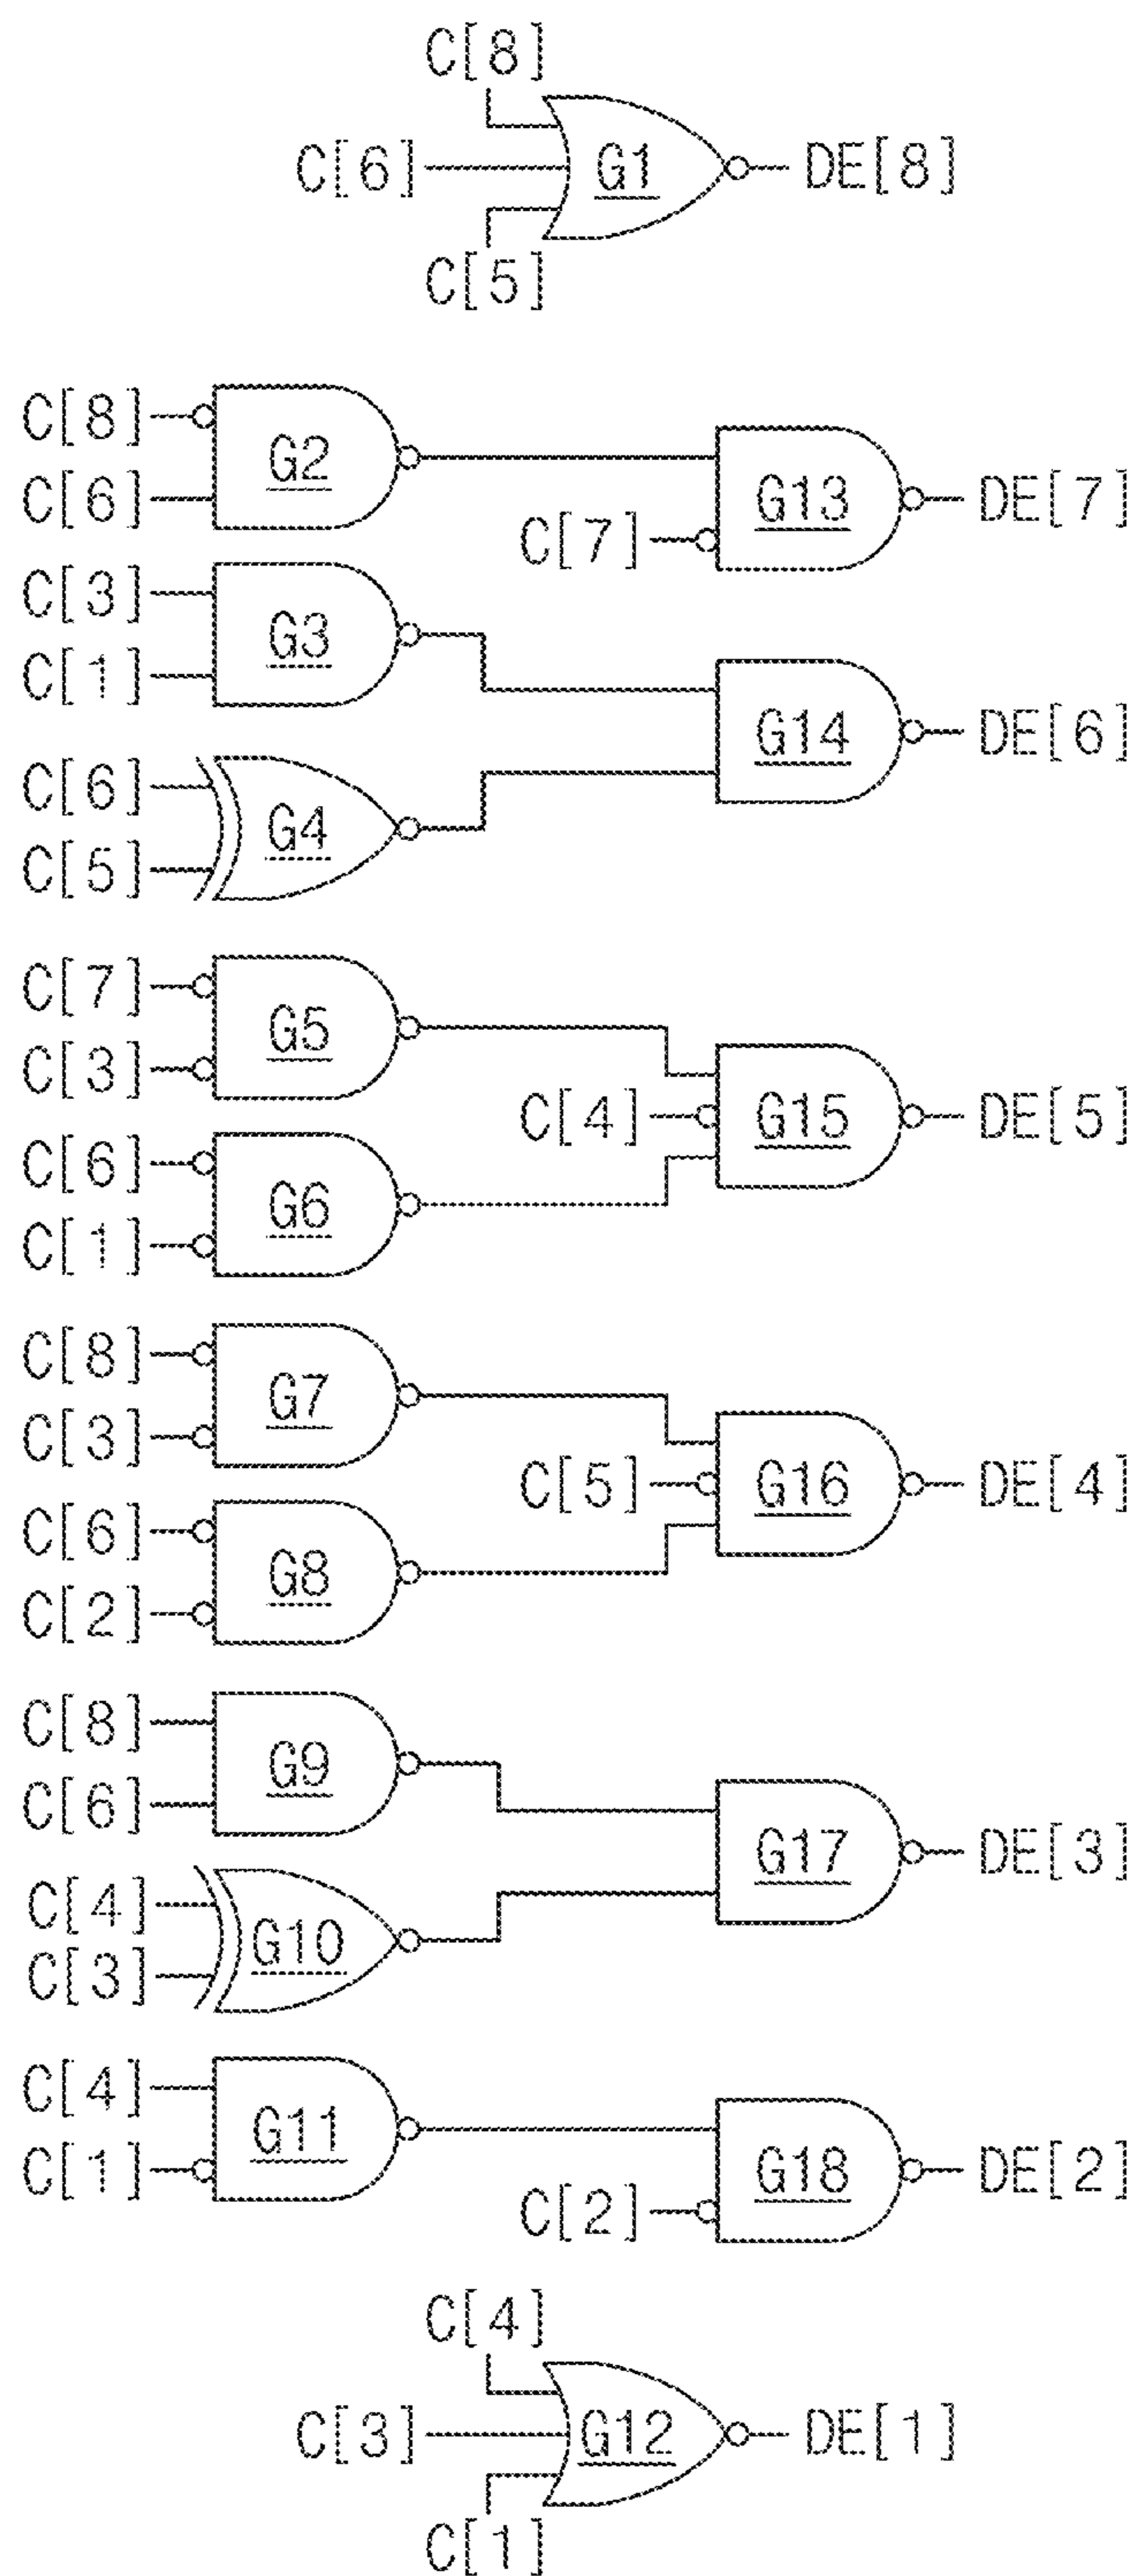 C[8]
C[6] G1 DE[8]
C[5]
C[8]
G2
C[6]
G13 DE[7]
C[7]
C[3]
G3
C[1]
G14 DE[6]
C[6]
G4
C[5]
C[7]
G5
C[3]
C[4] G15 DE[5]
C[6]
G6
C[1]
C[8]
G7
C[3]
C[5] G16 DE[4]
C[6]
G8
C[2]
C[8]
G9
C[6]
G17 DE[3]
C[4]
G10
C[3]
C[4]
G11
C[1]
G18 DE[2]
C[2]
C[4]
C[3] G12 DE[1]
C[1]